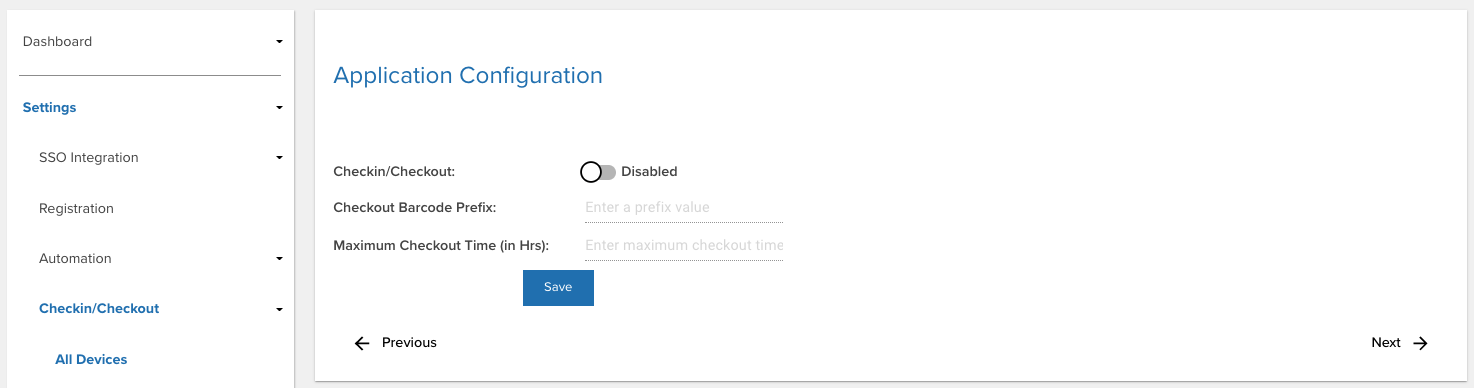 Dashboard
Settings
SSO Integration
Registration
Automation
Checkin/Checkout
All Devices
Application Configuration
Checkin/Checkout: Disabled
Checkout Barcode Prefix: Enter a prefix value
Maximum Checkout Time (in Hrs): Enter maximum checkout time
Save
Previous
Next